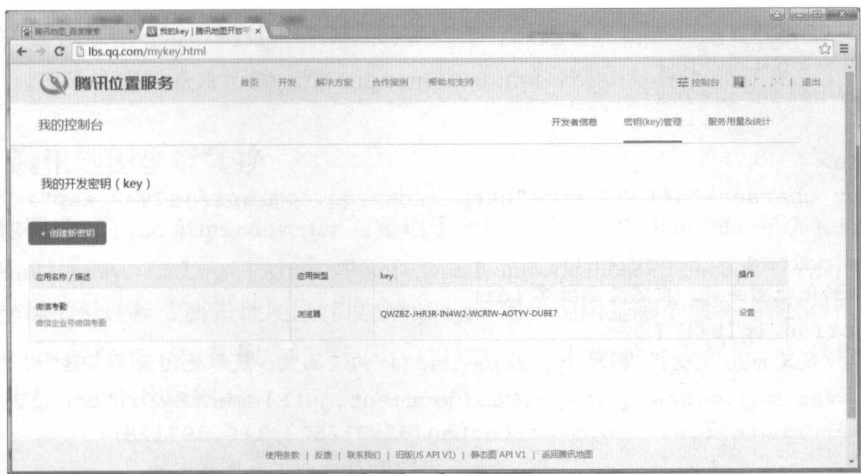 腾讯地图_百度搜索
我的key | 腾讯地图开放平
lbs.qq.com/mykey.html
腾讯位置服务
首页 开发 解决方案 合作案例 帮助与支持
控制台
退出
我的控制台
开发者信息 密钥(key)管理 服务用量&统计
我的开发密钥 ( key )
+ 创建新密钥
应用名称 / 描述 应用类型 key 操作
微信考勤
微信企业号微信考勤
浏览器 QWZBZ-JHR3R-IN4W2-WCRIW-AOTYV-DUBE7 设置
使用条款 | 反馈 | 联系我们 | 旧版(JS API V1) | 静态图 API V1 | 返回腾讯地图